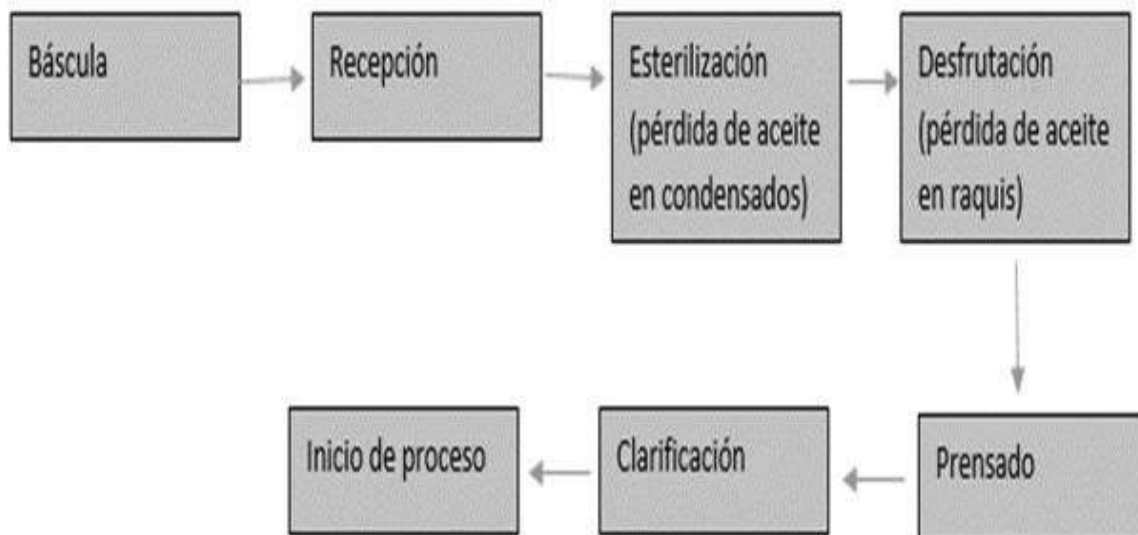 Báscula
Recepción
Esterilización
(pérdida de aceite
en condensados)
Desfrutación
(pérdida de aceite
en raquis)
Inicio de proceso
Clarificación
Prensado